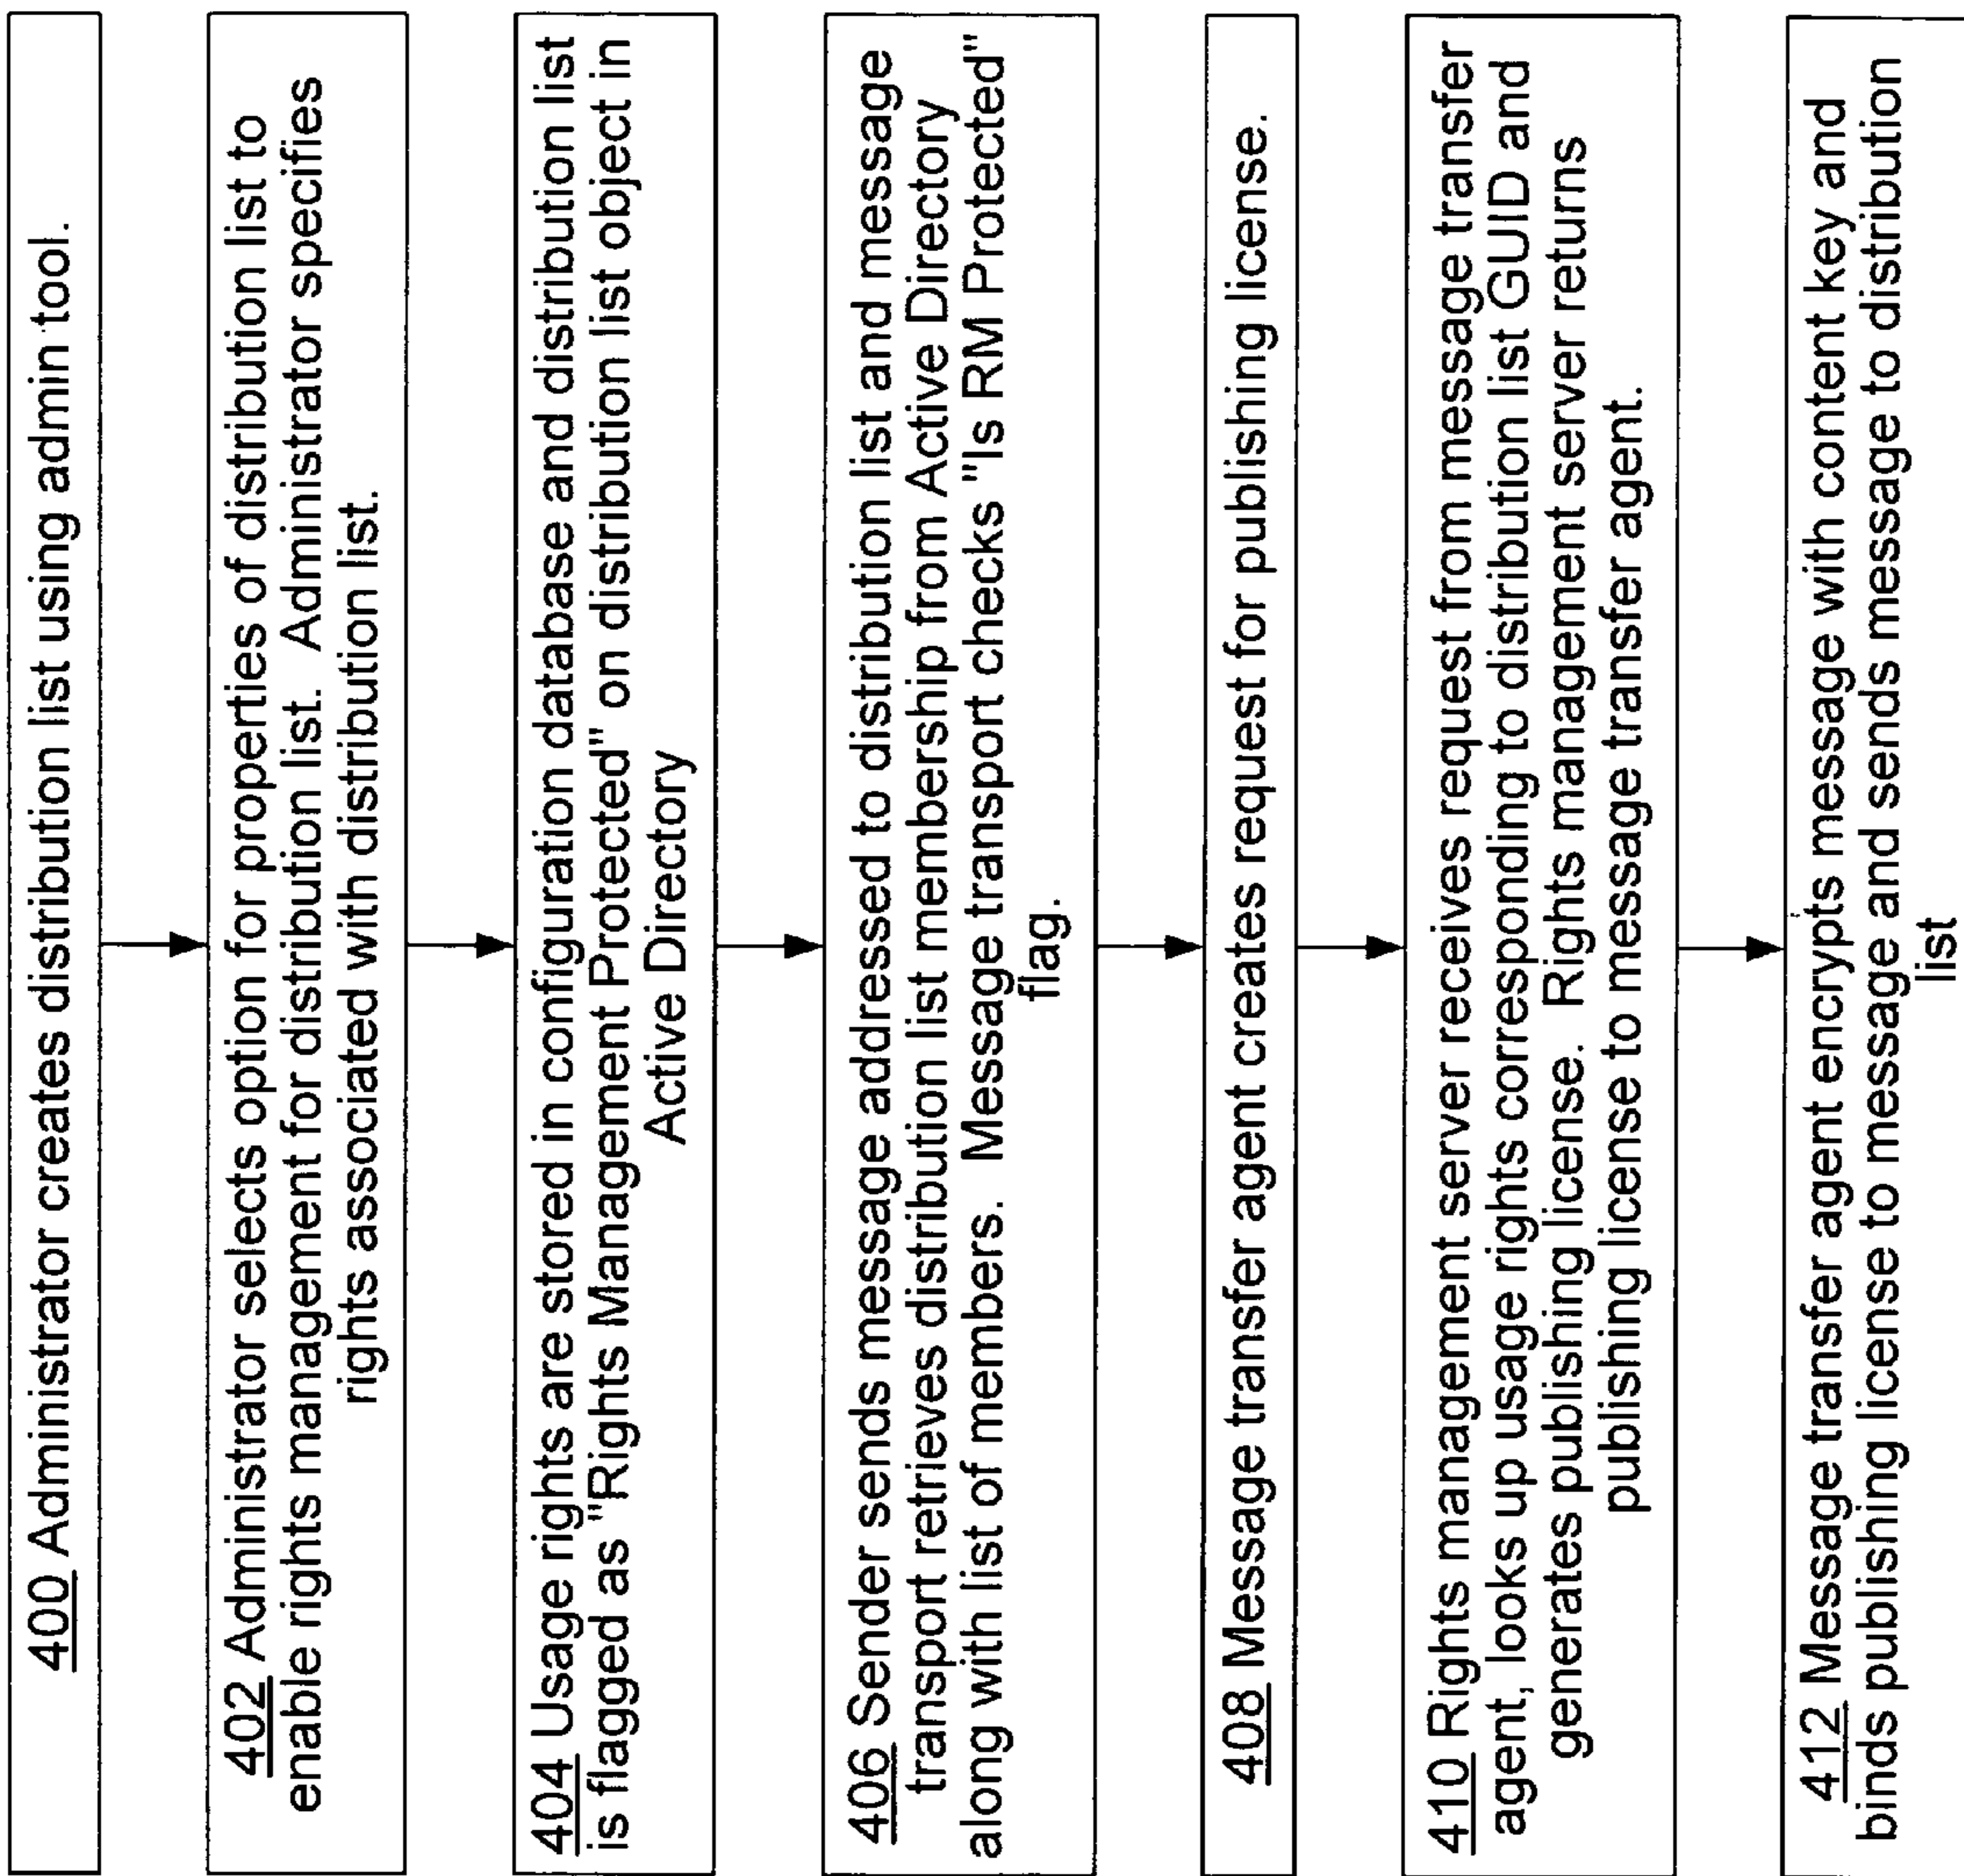 400 Administrator creates distribution list using admin tool.
402 Administrator selects option for properties of distribution list to
enable rights management for distribution list. Administrator specifies
rights associated with distribution list.
404 Usage rights are stored in configuration database and distribution list
is flagged as "Rights Management Protected" on distribution list object in
Active Directory
406 Sender sends message addressed to distribution list and message
transport retrieves distribution list membership from Active Directory
along with list of members. Message transport checks "Is RM Protected"
flag.
408 Message transfer agent creates request for publishing license.
410 Rights management server receives request from message transfer
agent, looks up usage rights corresponding to distribution list GUID and
generates publishing license. Rights management server returns
publishing license to message transfer agent.
412 Message transfer agent encrypts message with content key and
binds publishing license to message and sends message to distribution
list